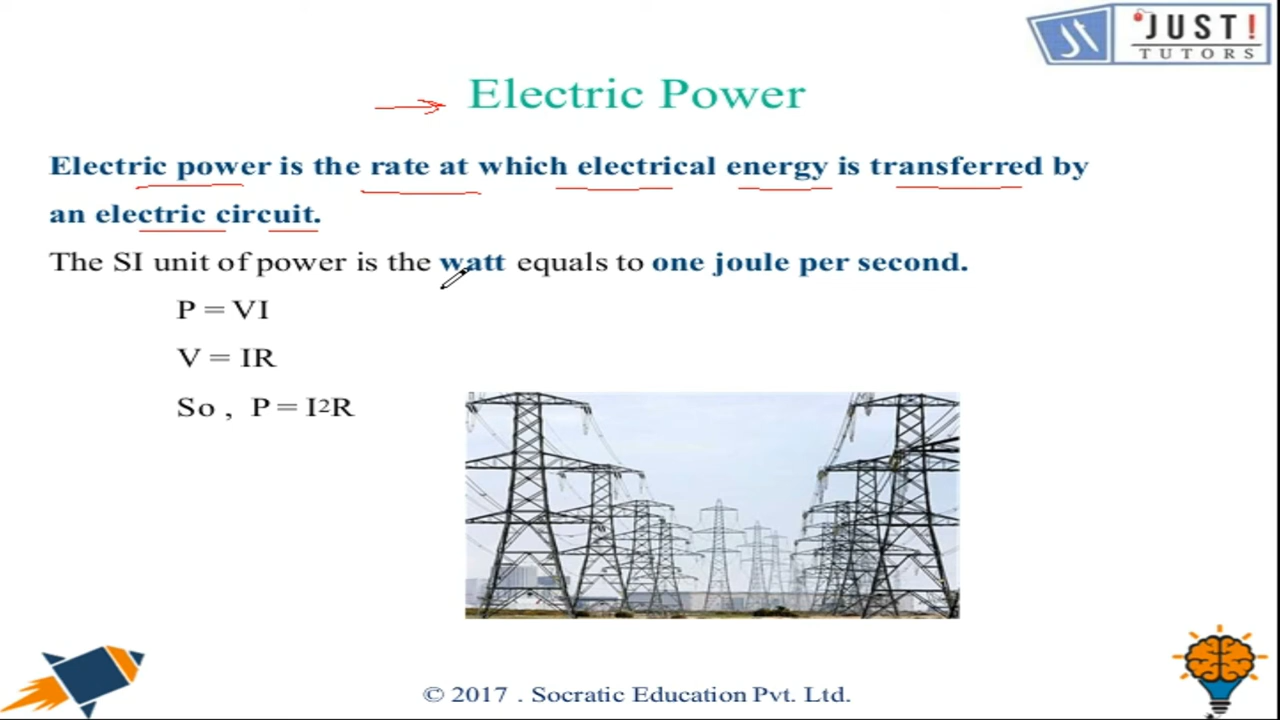 JUST!
TUTORS
Electric Power
Electric power is the rate at which electrical energy is transferred by
an electric circuit.
The SI unit of power is the watt equals to one joule per second.
P = VI
V = IR
So , P = I²R
© 2017 . Socratic Education Pvt. Ltd.